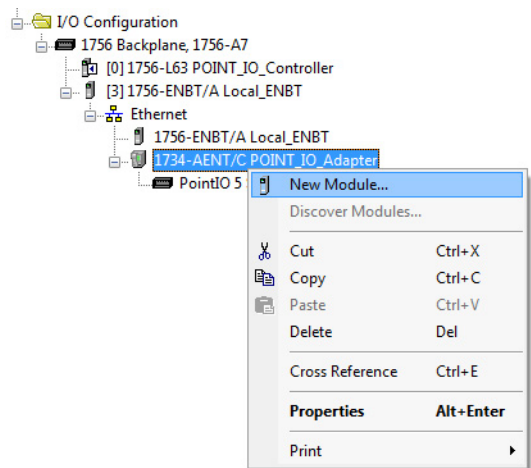 I/O Configuration
1756 Backplane, 1756-A7
[0] 1756-L63 POINT_IO_Controller
[3] 1756-ENBT/A Local_ENBT
Ethernet
1756-ENBT/A Local_ENBT
1734-AENT/C POINT_IO_Adapter
PointIO 5
New Module...
Discover Modules...
Cut Ctrl+X
Copy Ctrl+C
Paste Ctrl+V
Delete Del
Cross Reference Ctrl+E
Properties Alt+Enter
Print